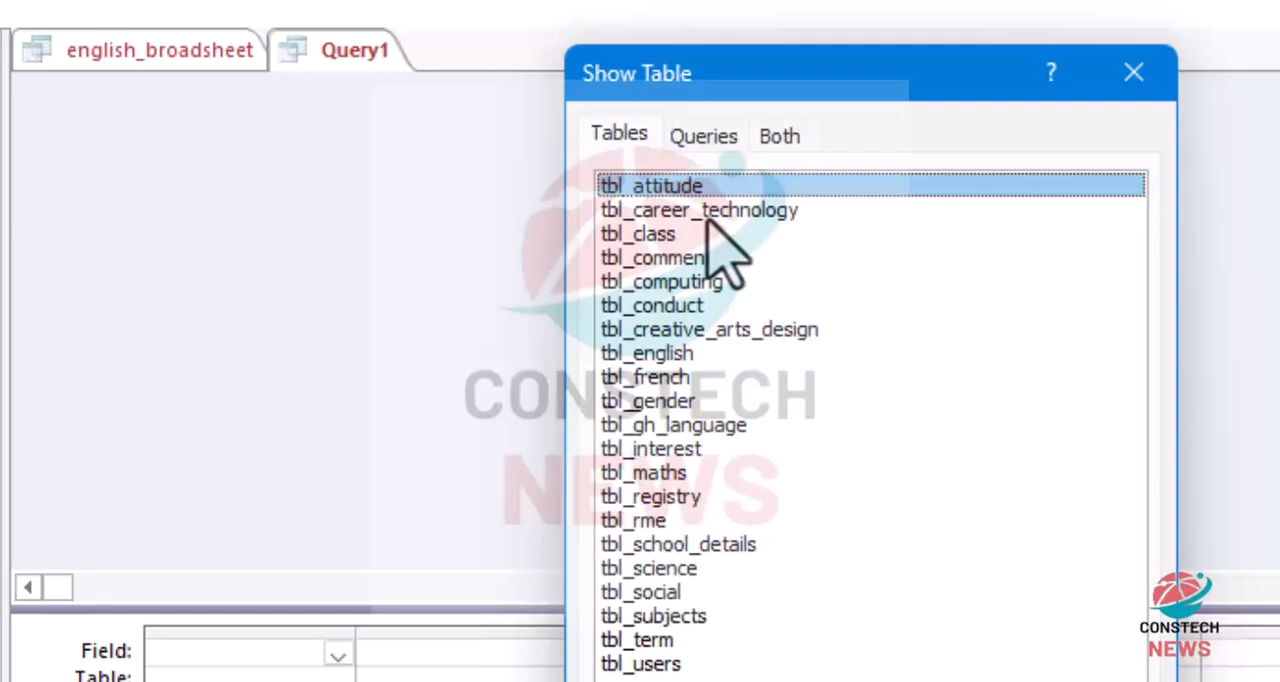 english_broadsheet
Query1
Show Table
?
Tables
Queries
Both
tbl_attitude
tbl_career_technology
tbl_class
tbl_commen
tbl_computing
tbl_conduct
tbl_creative_arts_design
tbl_english
tbl_french
tbl_gender
tbl_gh_language
tbl_interest
tbl_maths
tbl_registry
tbl_rme
tbl_school_details
tbl_science
tbl_social
tbl_subjects
tbl_term
tbl_users
CONSTECH
NEWS
Field:
Table:
CONSTECH
NEWS